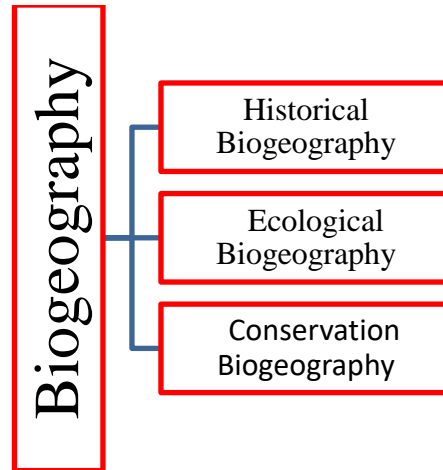 Biogeography
Historical
Biogeography
Ecological
Biogeography
Conservation
Biogeography